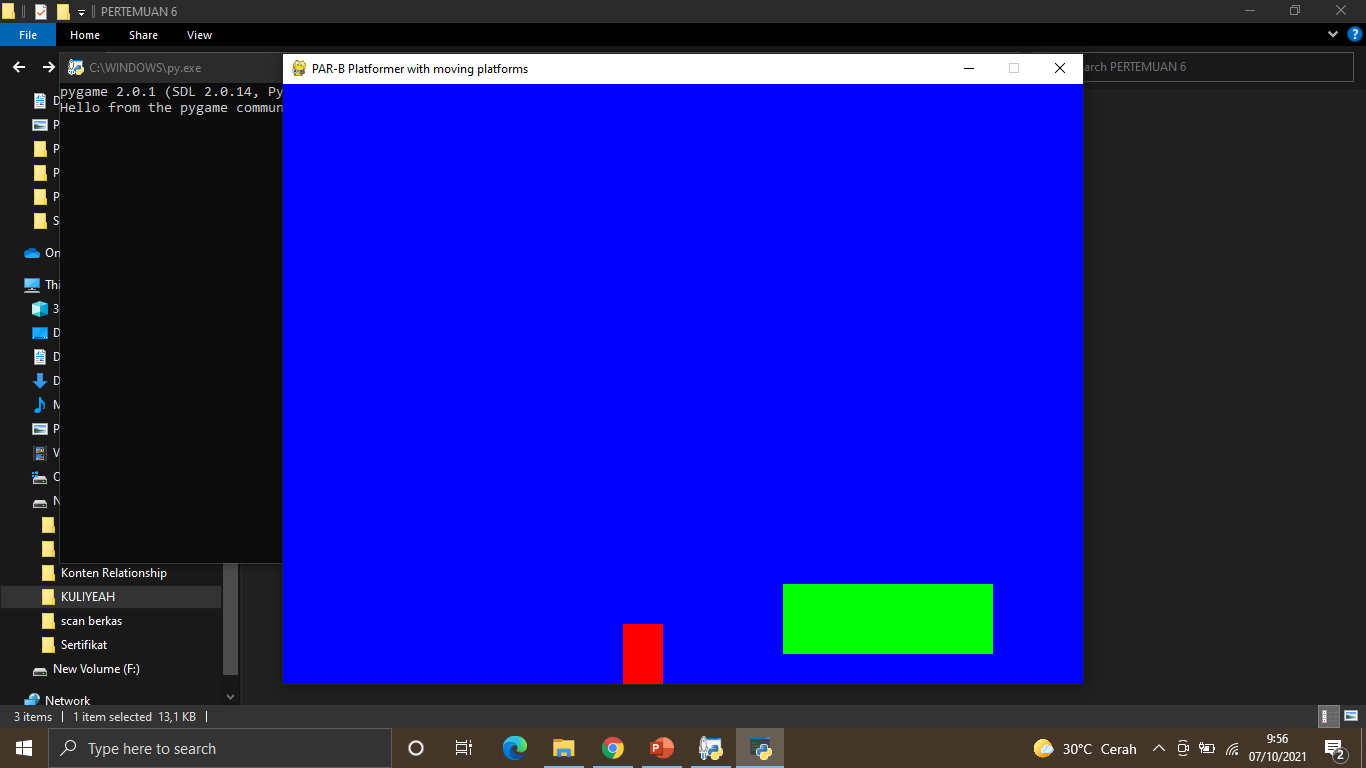 PERTEMUAN 6
File
Home
Share
View
C:\WINDOWS\py.exe
PAR-B Platformer with moving platforms
arch PERTEMUAN 6
pygame 2.0.1 (SDL 2.0.14, Py
Hello from the pygame commun
D
P
P
P
P
S
On
Thi
3
D
D
D
M
P
V
N
Konten Relationship
KULIYEAH
scan berkas
Sertifikat
New Volume (F:)
Network
3 items
1 item selected 13,1 KB
Type here to search
30°C Cerah
9:56
07/10/2021
2